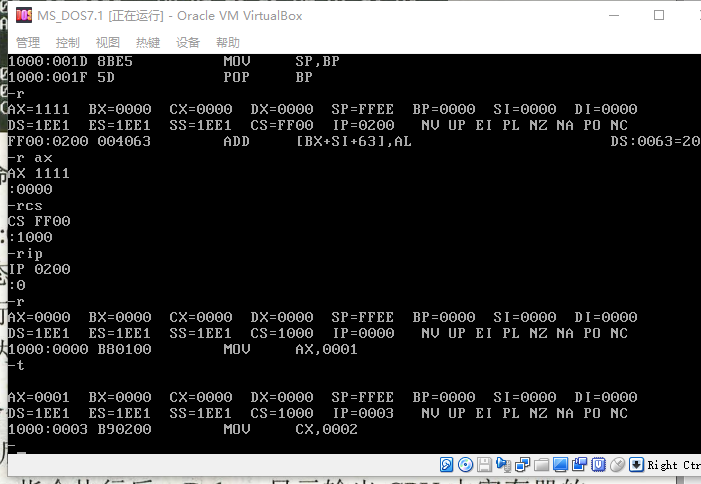 MS_DOS7.1 [正在运行] - Oracle VM VirtualBox
管理 控制 视图 热键 设备 帮助
1000:001D 8BE5 MOV SP,BP
1000:001F 5D POP BP
-r
AX=1111 BX=0000 CX=0000 DX=0000 SP=FFEE BP=0000 SI=0000 DI=0000
DS=1EE1 ES=1EE1 SS=1EE1 CS=FF00 IP=0200 NV UP EI PL NZ NA PO NC
FF00:0200 004063 ADD [BX+SI+63],AL DS:0063=20
-r ax
AX 1111
:0000
-rcs
CS FF00
:1000
-rip
IP 0200
:0
-r
AX=0000 BX=0000 CX=0000 DX=0000 SP=FFEE BP=0000 SI=0000 DI=0000
DS=1EE1 ES=1EE1 SS=1EE1 CS=1000 IP=0000 NV UP EI PL NZ NA PO NC
1000:0000 B80100 MOV AX,0001
-t
AX=0001 BX=0000 CX=0000 DX=0000 SP=FFEE BP=0000 SI=0000 DI=0000
DS=1EE1 ES=1EE1 SS=1EE1 CS=1000 IP=0003 NV UP EI PL NZ NA PO NC
1000:0003 B90200 MOV CX,0002
-_
Right Ctr